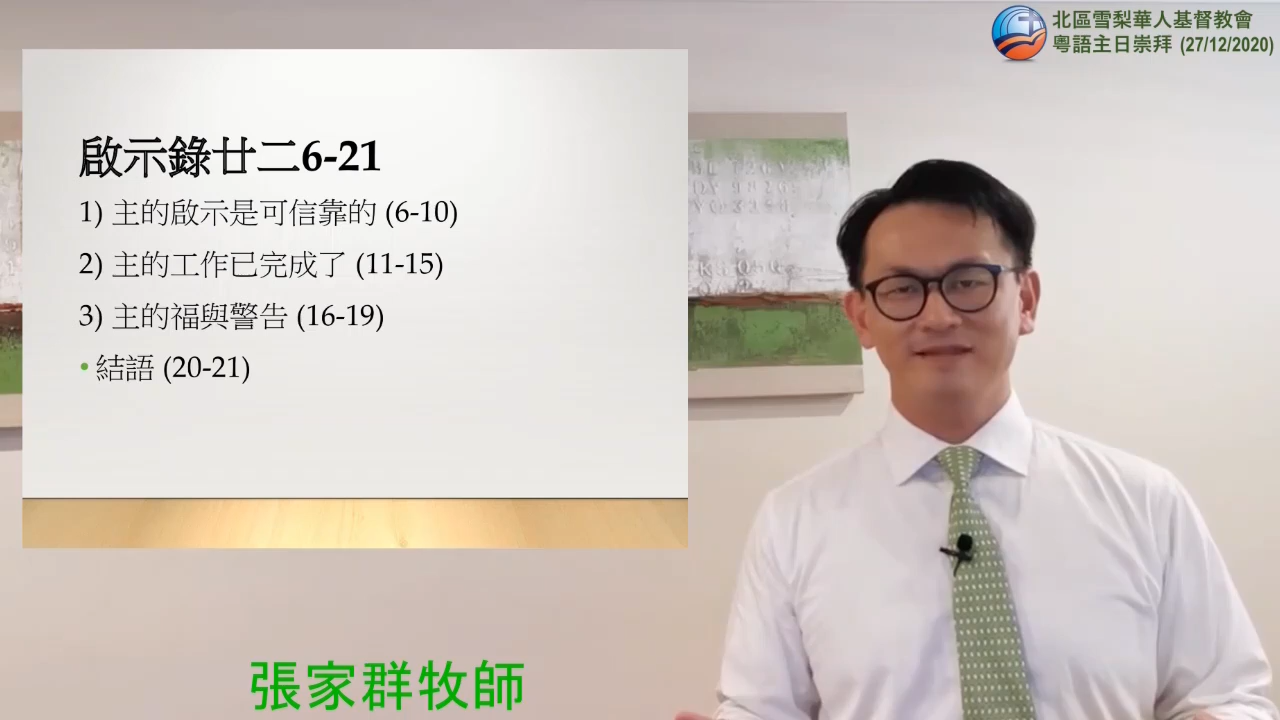 北區雪梨華人基督教會
粵語主日崇拜 (27/12/2020)
啟示錄廿二6-21
1) 主的啟示是可信靠的 (6-10)
2) 主的工作已完成了 (11-15)
3) 主的福與警告 (16-19)
• 結語 (20-21)
張家群牧師